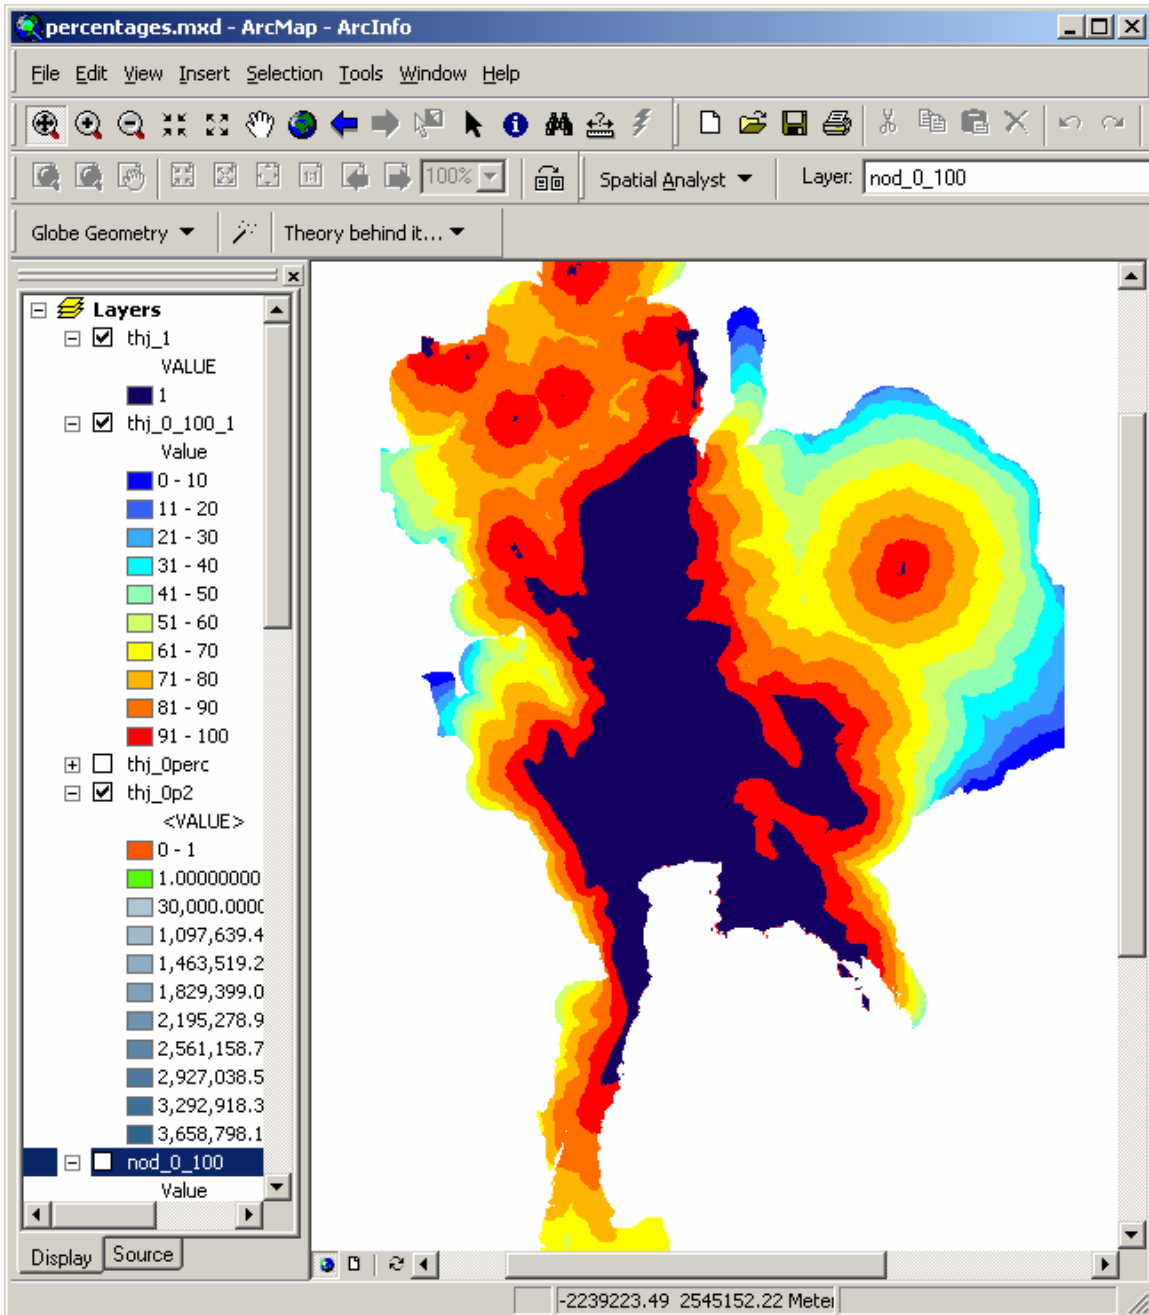 percentages.mxd - ArcMap - ArcInfo
File Edit View Insert Selection Tools Window Help
100% Spatial Analyst Layer: nod_0_100
Globe Geometry Theory behind it...
Layers
thj_1
VALUE
1
thj_0_100_1
Value
0 - 10
11 - 20
21 - 30
31 - 40
41 - 50
51 - 60
61 - 70
71 - 80
81 - 90
91 - 100
thj_0perc
thj_0p2
<VALUE>
0 - 1
1.00000000
30,000.0000
1,097,639.4
1,463,519.2
1,829,399.0
2,195,278.9
2,561,158.7
2,927,038.5
3,292,918.3
3,658,798.1
nod_0_100
Value
Display Source
-2239223.49 2545152.22 Meter